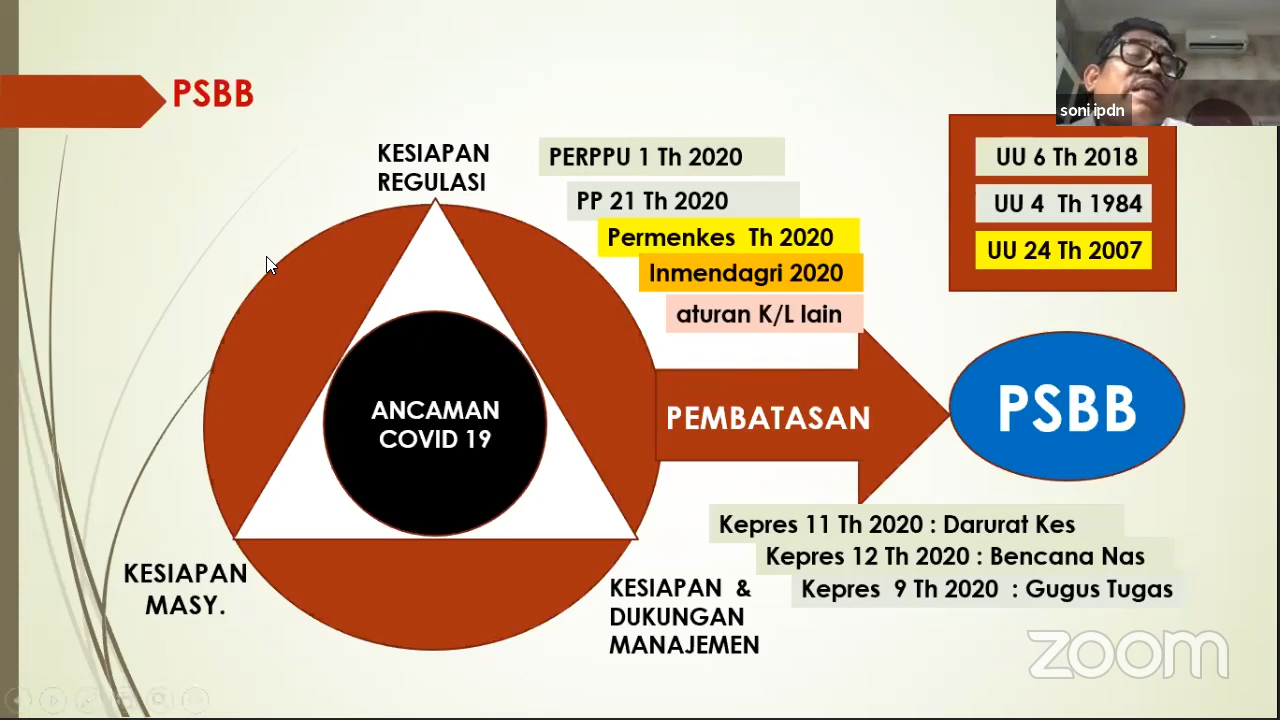 PSBB
soni ipdn
KESIAPAN
REGULASI
PERPPU 1 Th 2020
PP 21 Th 2020
Permenkes Th 2020
Inmendagri 2020
aturan K/L lain
UU 6 Th 2018
UU 4 Th 1984
UU 24 Th 2007
ANCAMAN
COVID 19
PEMBATASAN
PSBB
Kepres 11 Th 2020 : Darurat Kes
Kepres 12 Th 2020 : Bencana Nas
Kepres 9 Th 2020 : Gugus Tugas
KESIAPAN
MASY.
KESIAPAN &
DUKUNGAN
MANAJEMEN
zoom